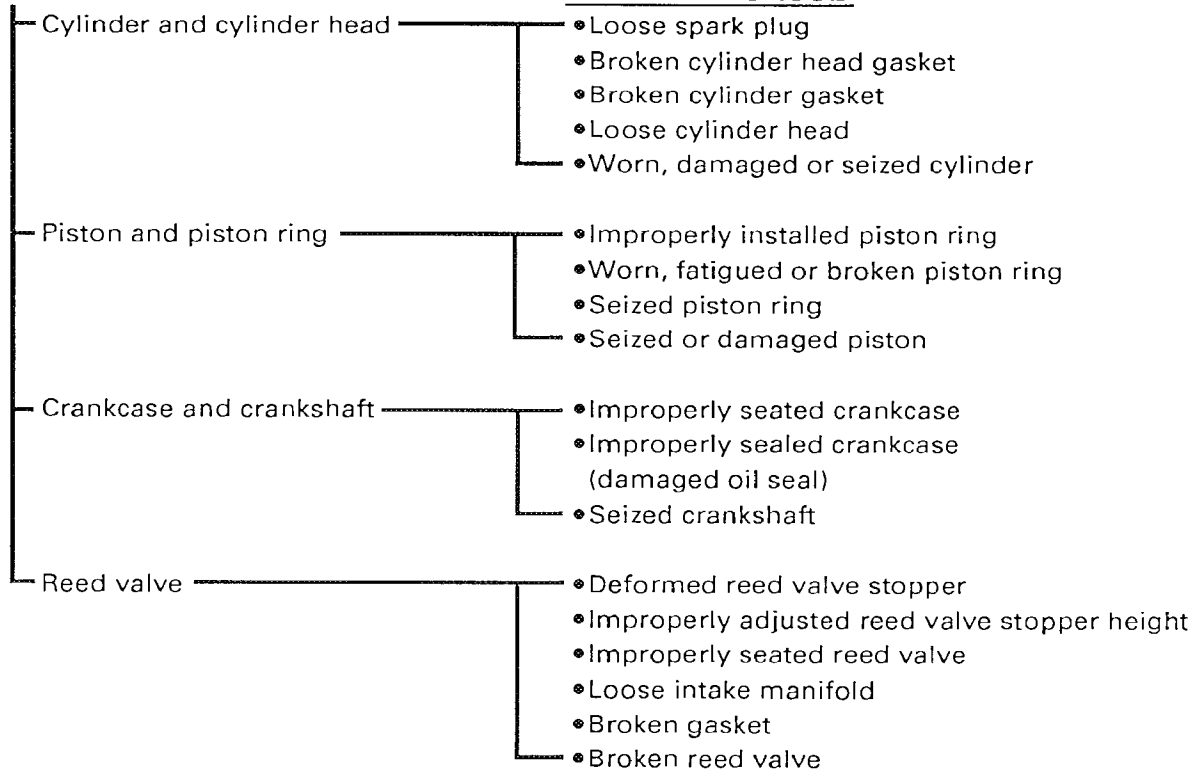 Cylinder and cylinder head
•Loose spark plug
•Broken cylinder head gasket
•Broken cylinder gasket
•Loose cylinder head
•Worn, damaged or seized cylinder
Piston and piston ring
•Improperly installed piston ring
•Worn, fatigued or broken piston ring
•Seized piston ring
•Seized or damaged piston
Crankcase and crankshaft
•Improperly seated crankcase
•Improperly sealed crankcase
(damaged oil seal)
•Seized crankshaft
Reed valve
•Deformed reed valve stopper
•Improperly adjusted reed valve stopper height
•Improperly seated reed valve
•Loose intake manifold
•Broken gasket
•Broken reed valve